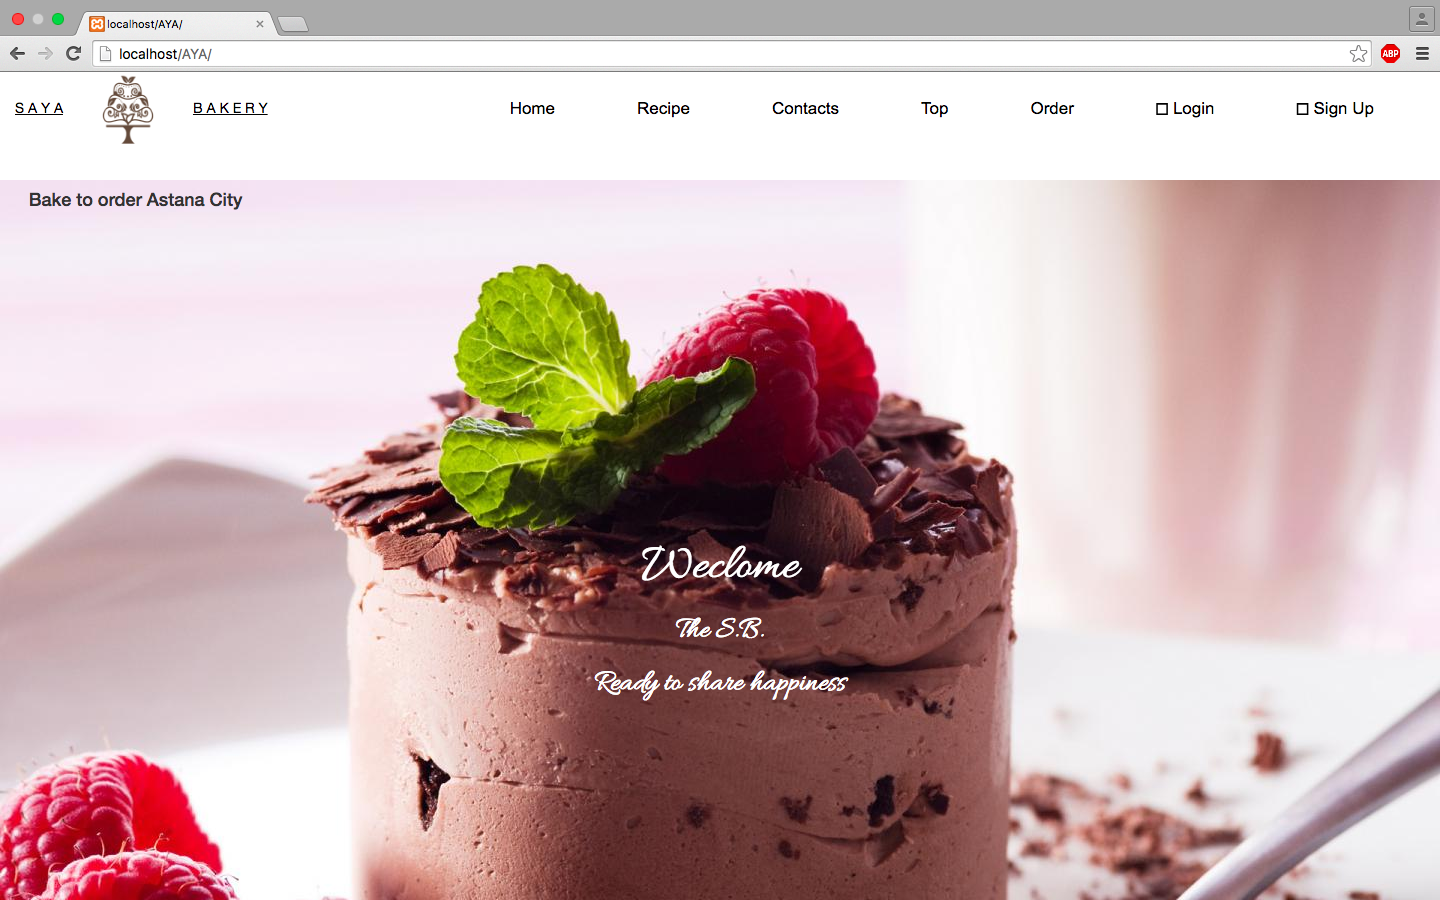 localhost/AYA/
localhost/AYA/
ABP
SAYA BAKERY Home Recipe Contacts Top Order Login Sign Up
Bake to order Astana City
Weclome
The S.B.
Ready to share happiness